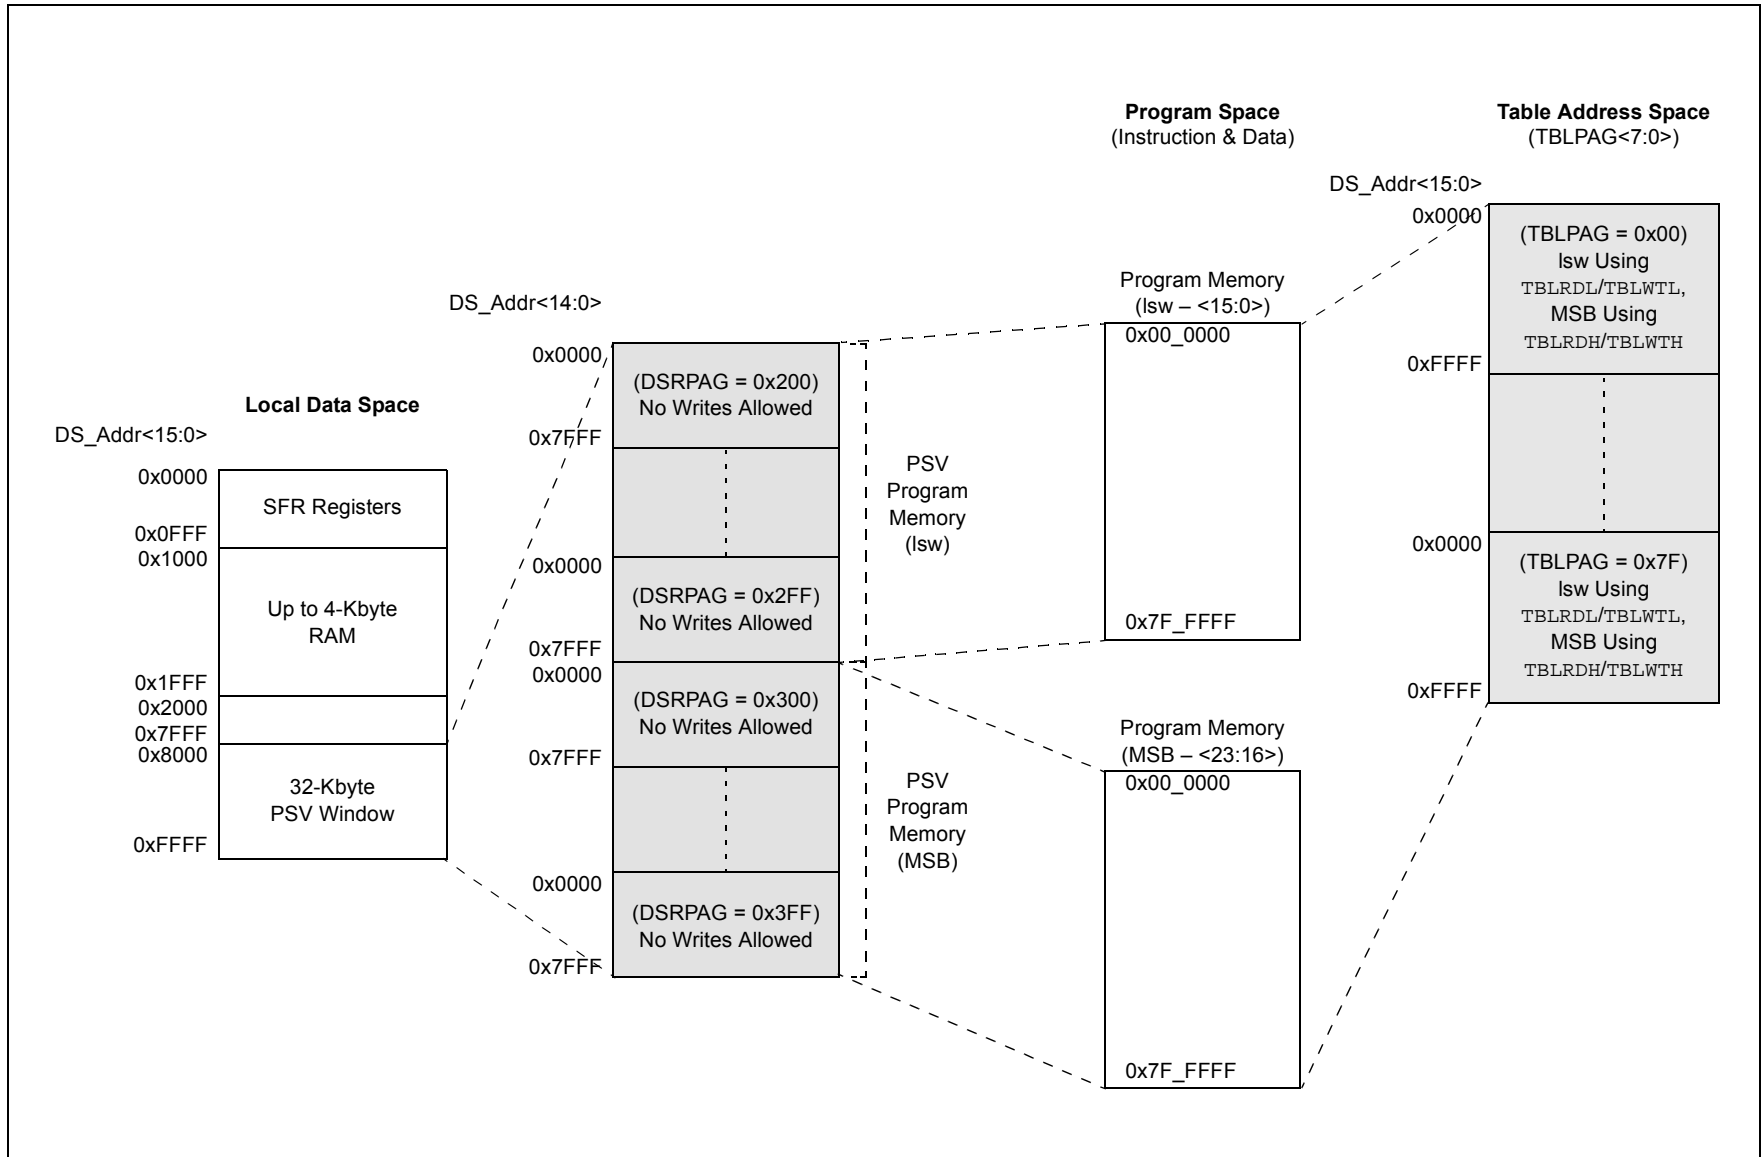 Local Data Space
DS_Addr<15:0>
0x0000
SFR Registers
0x0FFF
0x1000
Up to 4-Kbyte
RAM
0x1FFF
0x2000
0x7FFF
0x8000
32-Kbyte
PSV Window
0xFFFF
DS_Addr<14:0>
0x0000
(DSRPAG = 0x200)
No Writes Allowed
0x7FFF
0x0000
(DSRPAG = 0x2FF)
No Writes Allowed
0x7FFF
0x0000
(DSRPAG = 0x300)
No Writes Allowed
0x7FFF
0x0000
(DSRPAG = 0x3FF)
No Writes Allowed
0x7FFF
PSV
Program
Memory
(lsw)
PSV
Program
Memory
(MSB)
Program Space
(Instruction & Data)
Program Memory
(lsw – <15:0>)
0x00_0000
0x7F_FFFF
Program Memory
(MSB – <23:16>)
0x00_0000
0x7F_FFFF
Table Address Space
(TBLPAG<7:0>)
DS_Addr<15:0>
0x0000
(TBLPAG = 0x00)
lsw Using
TBLRDL/TBLWTL,
MSB Using
TBLRDH/TBLWTH
0xFFFF
0x0000
(TBLPAG = 0x7F)
lsw Using
TBLRDL/TBLWTL,
MSB Using
TBLRDH/TBLWTH
0xFFFF